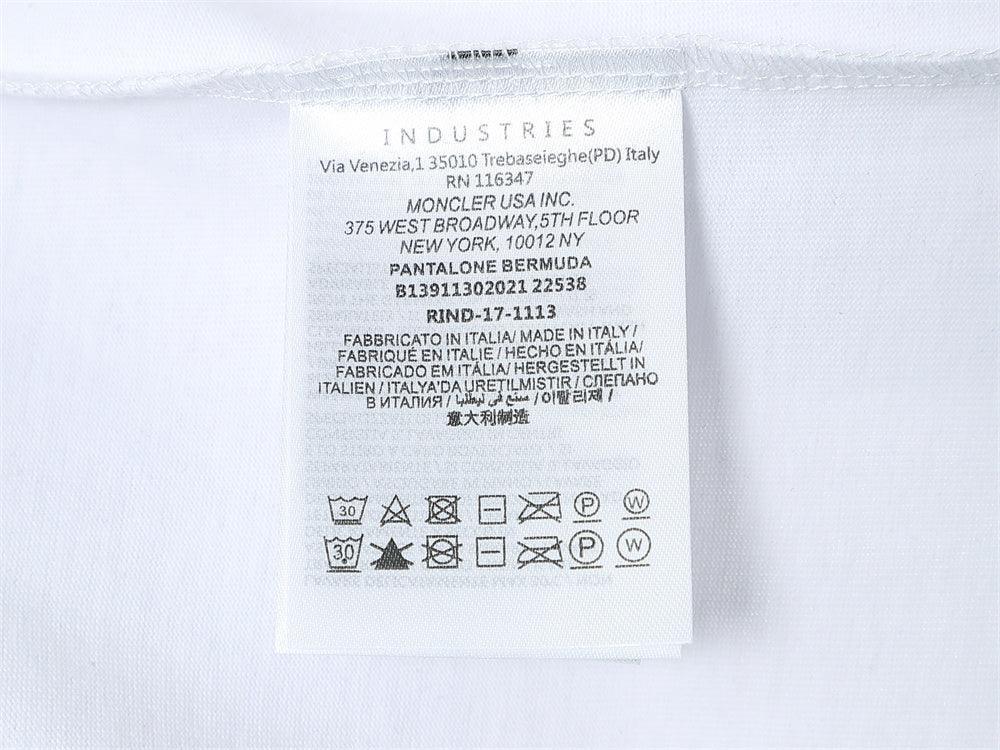 INDUSTRIES
Via Venezia,1 35010 Trebaseieghe(PD) Italy
RN 116347
MONCLER USA INC.
375 WEST BROADWAY,5TH FLOOR
NEW YORK, 10012 NY
PANTALONE BERMUDA
B13911302021 22538
RIND-17-1113
FABBRICATO IN ITALIA/ MADE IN ITALY /
FABRIQUÉ EN ITALIE / HECHO EN ITÁLIA/
FABRICADO EM ITÁLIA/ HERGESTELLT IN
ITALIEN / ITALYA'DA URETILMISTIR / СЛЕПАНО
В ИТАЛИЯ / صنع في / 이탈리제 /
意大利制造
30 P W
30 P W